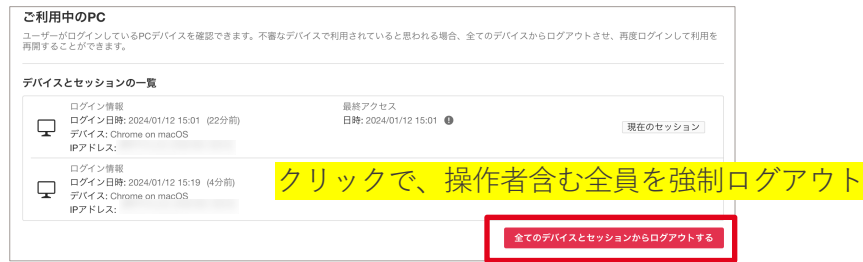 ご利用中のPC
ユーザーがログインしているPCデバイスを確認できます。不審なデバイスで利用されていると思われる場合、全てのデバイスからログアウトさせ、再度ログインして利用を
再開することができます。
デバイスとセッションの一覧
ログイン情報
ログイン日時: 2024/01/12 15:01 (22分前)
デバイス: Chrome on macOS
IPアドレス:
最終アクセス
日時: 2024/01/12 15:01
現在のセッション
ログイン情報
ログイン日時: 2024/01/12 15:19 (4分前)
デバイス: Chrome on macOS
IPアドレス:
クリックで、操作者含む全員を強制ログアウト
全てのデバイスとセッションからログアウトする